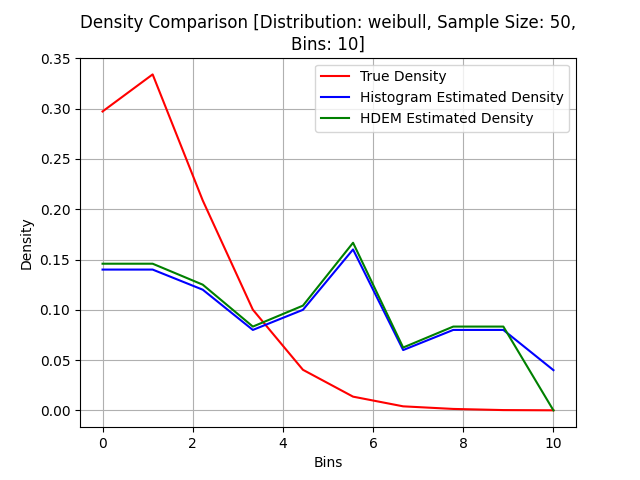 Density Comparison [Distribution: weibull, Sample Size: 50,
Bins: 10]
True Density
Histogram Estimated Density
HDEM Estimated Density
Density
0.35
0.30
0.25
0.20
0.15
0.10
0.05
0.00
0 2 4 6 8 10
Bins